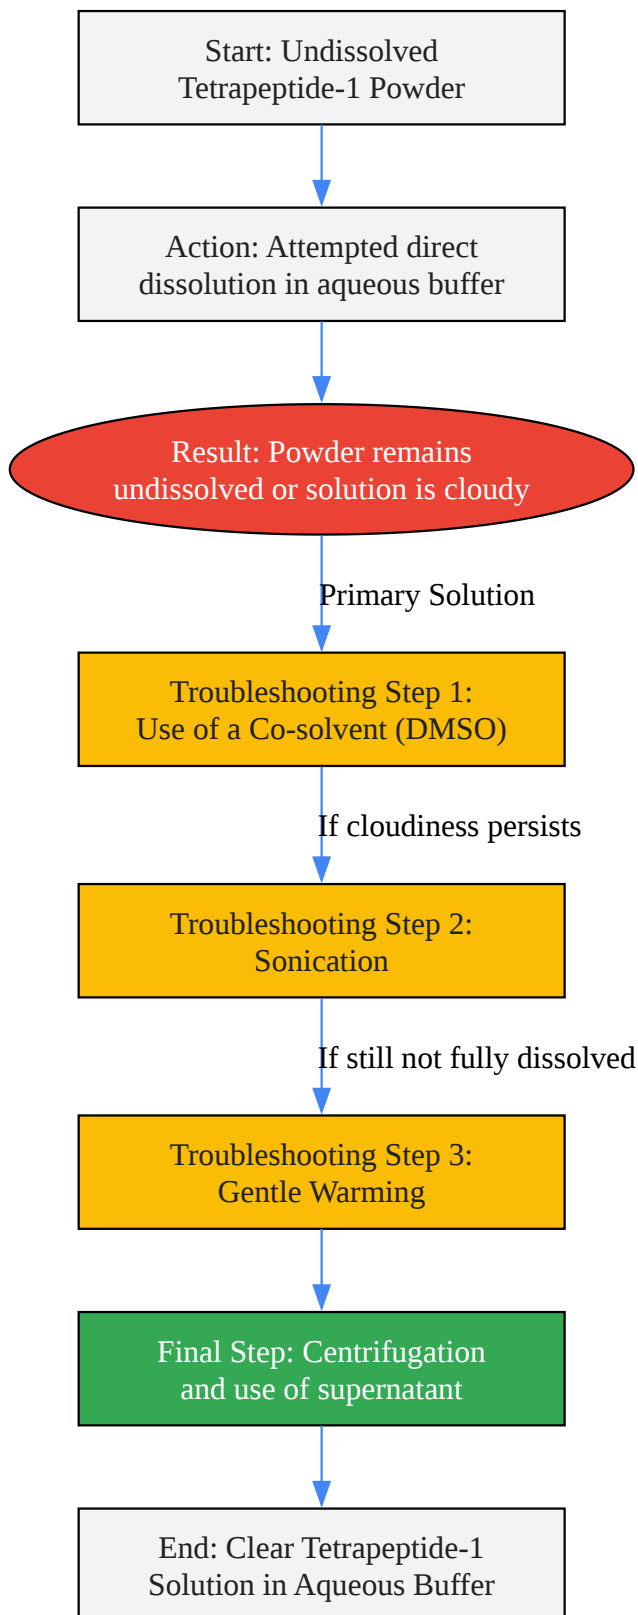 Start: Undissolved
Tetrapeptide-1 Powder
Action: Attempted direct
dissolution in aqueous buffer
Result: Powder remains
undissolved or solution is cloudy
Primary Solution
Troubleshooting Step 1:
Use of a Co-solvent (DMSO)
If cloudiness persists
Troubleshooting Step 2:
Sonication
If still not fully dissolved
Troubleshooting Step 3:
Gentle Warming
Final Step: Centrifugation
and use of supernatant
End: Clear Tetrapeptide-1
Solution in Aqueous Buffer